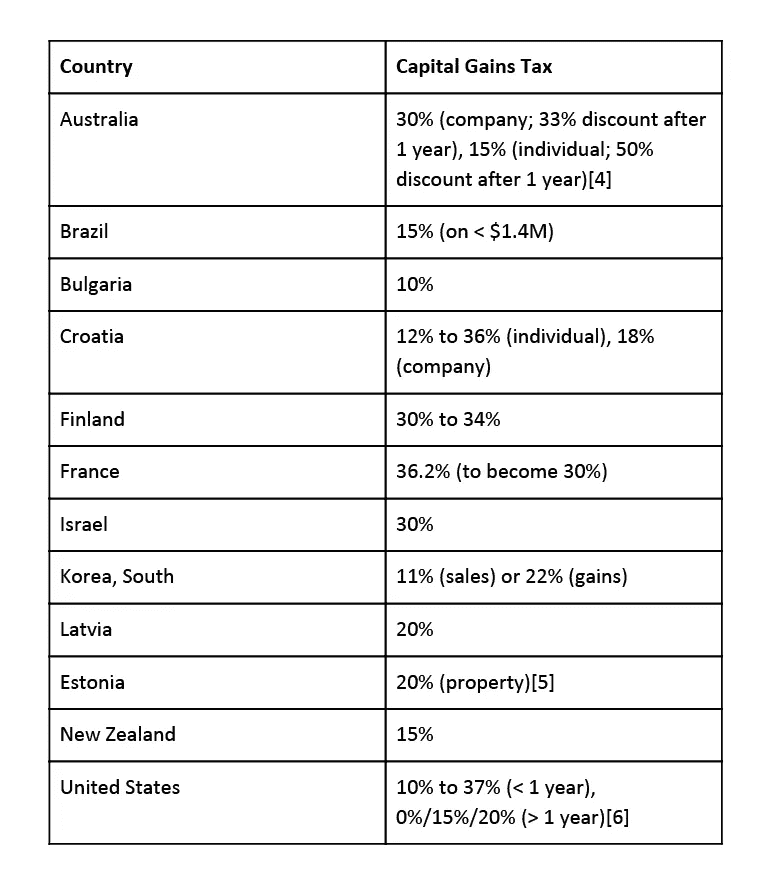 Country Capital Gains Tax
Australia 30% (company; 33% discount after
1 year), 15% (individual; 50%
discount after 1 year)[4]
Brazil 15% (on < $1.4M)
Bulgaria 10%
Croatia 12% to 36% (individual), 18%
(company)
Finland 30% to 34%
France 36.2% (to become 30%)
Israel 30%
Korea, South 11% (sales) or 22% (gains)
Latvia 20%
Estonia 20% (property)[5]
New Zealand 15%
United States 10% to 37% (< 1 year),
0%/15%/20% (> 1 year)[6]